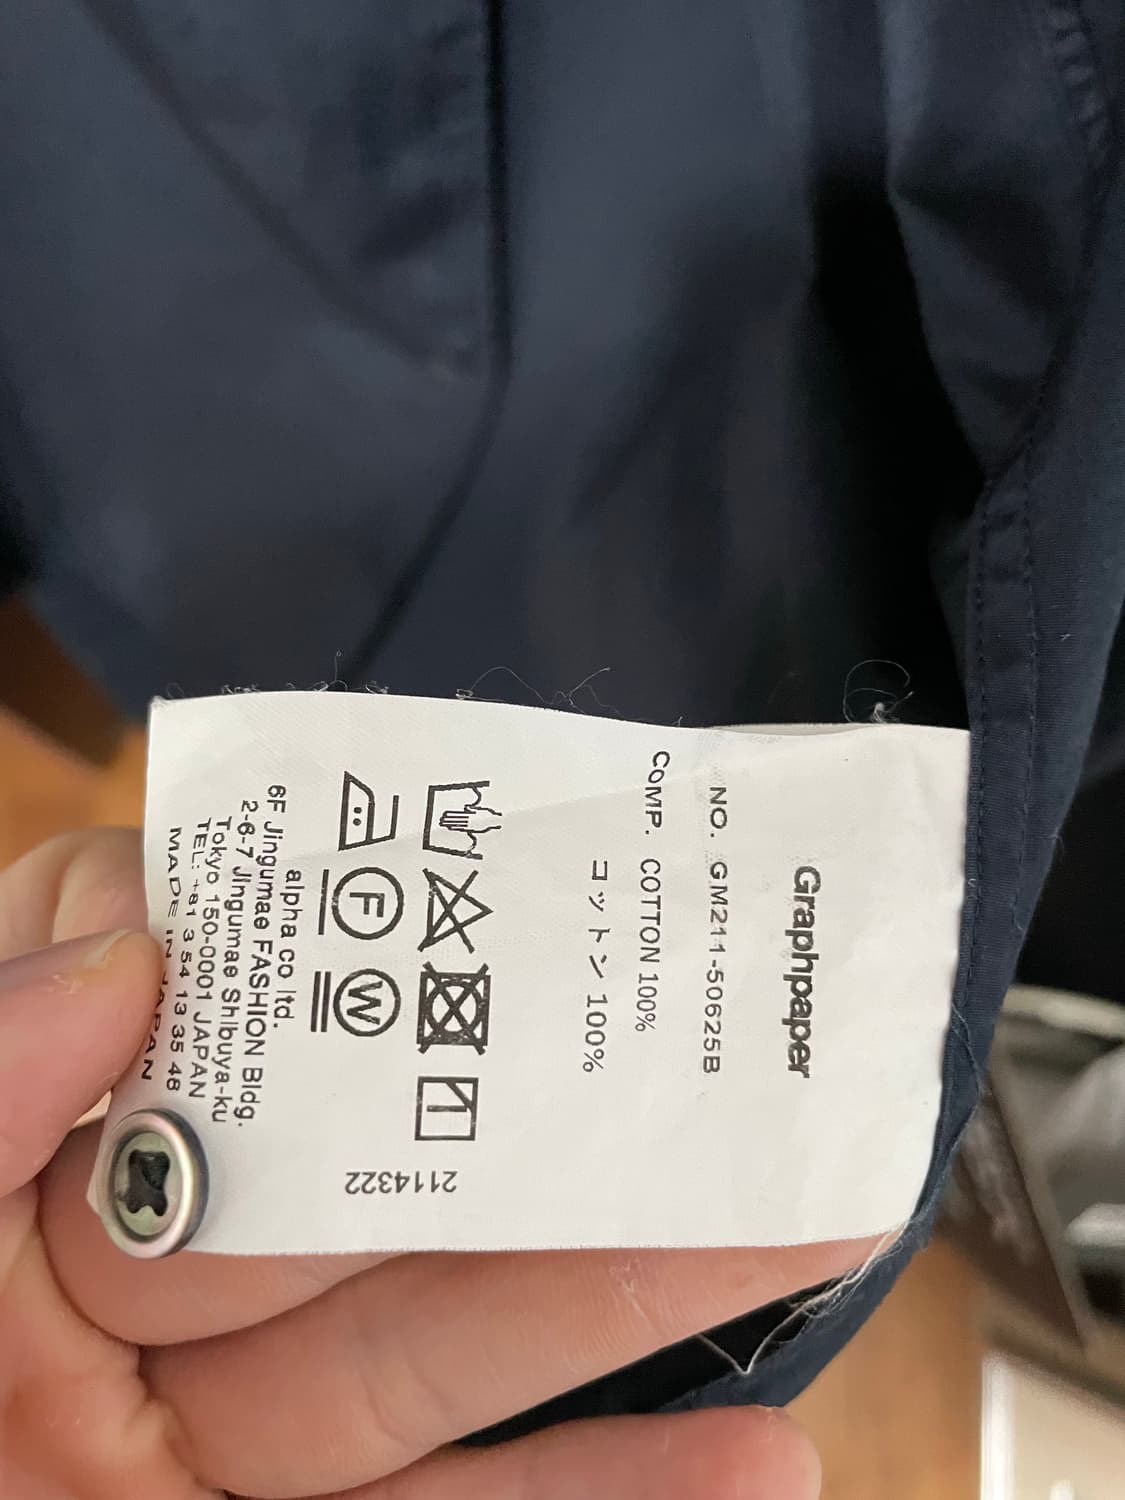 Graphpaper
NO. GM211-50625B
COMP. COTTON 100%
コットン 100%
F W
2114322
alpha co ltd.
6F Jingumae FASHION Bldg.
2-6-7 Jingumae Shibuya-ku
Tokyo 150-0001 JAPAN
TEL: +81 3 54 13 35 48
MADE IN JAPAN